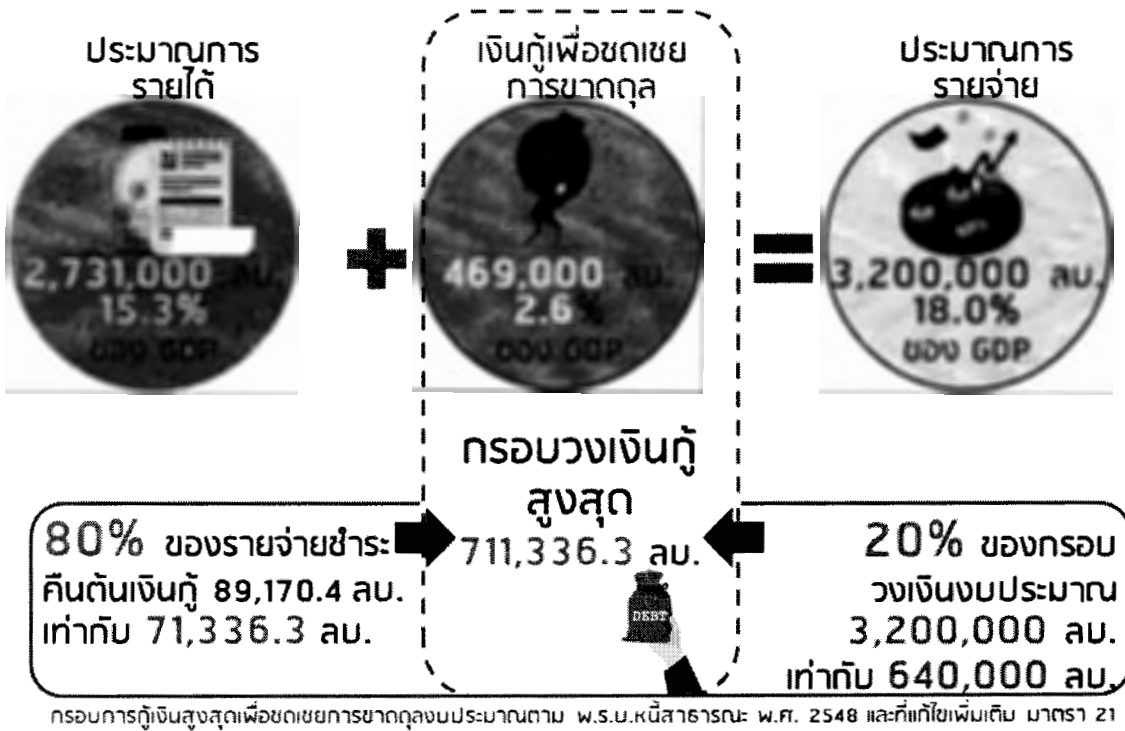 ประมาณการ
รายได้
2,731,000 ลบ.
15.3%
ของ GDP
เงินกู้เพื่อชดเชย
การขาดดุล
469,000 ลบ.
2.6%
ของ GDP
ประมาณการ
รายจ่าย
3,200,000 ลบ.
18.0%
ของ GDP
กรอบวงเงินกู้
สูงสุด
711,336.3 ลบ.
DEBT
80% ของรายจ่ายชำระ
คืนต้นเงินกู้ 89,170.4 ลบ.
เท่ากับ 71,336.3 ลบ.
20% ของกรอบ
วงเงินงบประมาณ
3,200,000 ลบ.
เท่ากับ 640,000 ลบ.
กรอบการกู้เงินสูงสุดเพื่อชดเชยการขาดดุลงบประมาณตาม พ.ร.บ.หนี้สาธารณะ พ.ศ. 2548 และที่แก้ไขเพิ่มเติม มาตรา 21